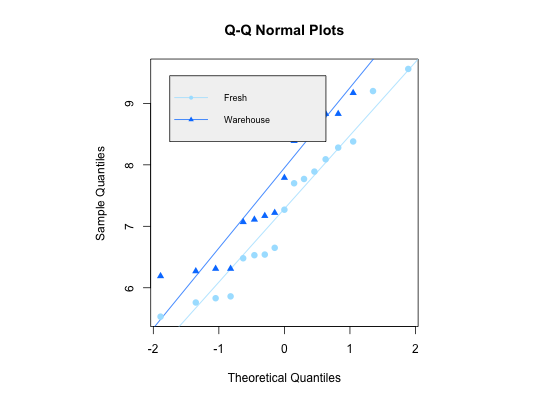 Q-Q Normal Plots
Fresh
Warehouse
Sample Quantiles
9
8
7
6
-2 -1 0 1 2
Theoretical Quantiles